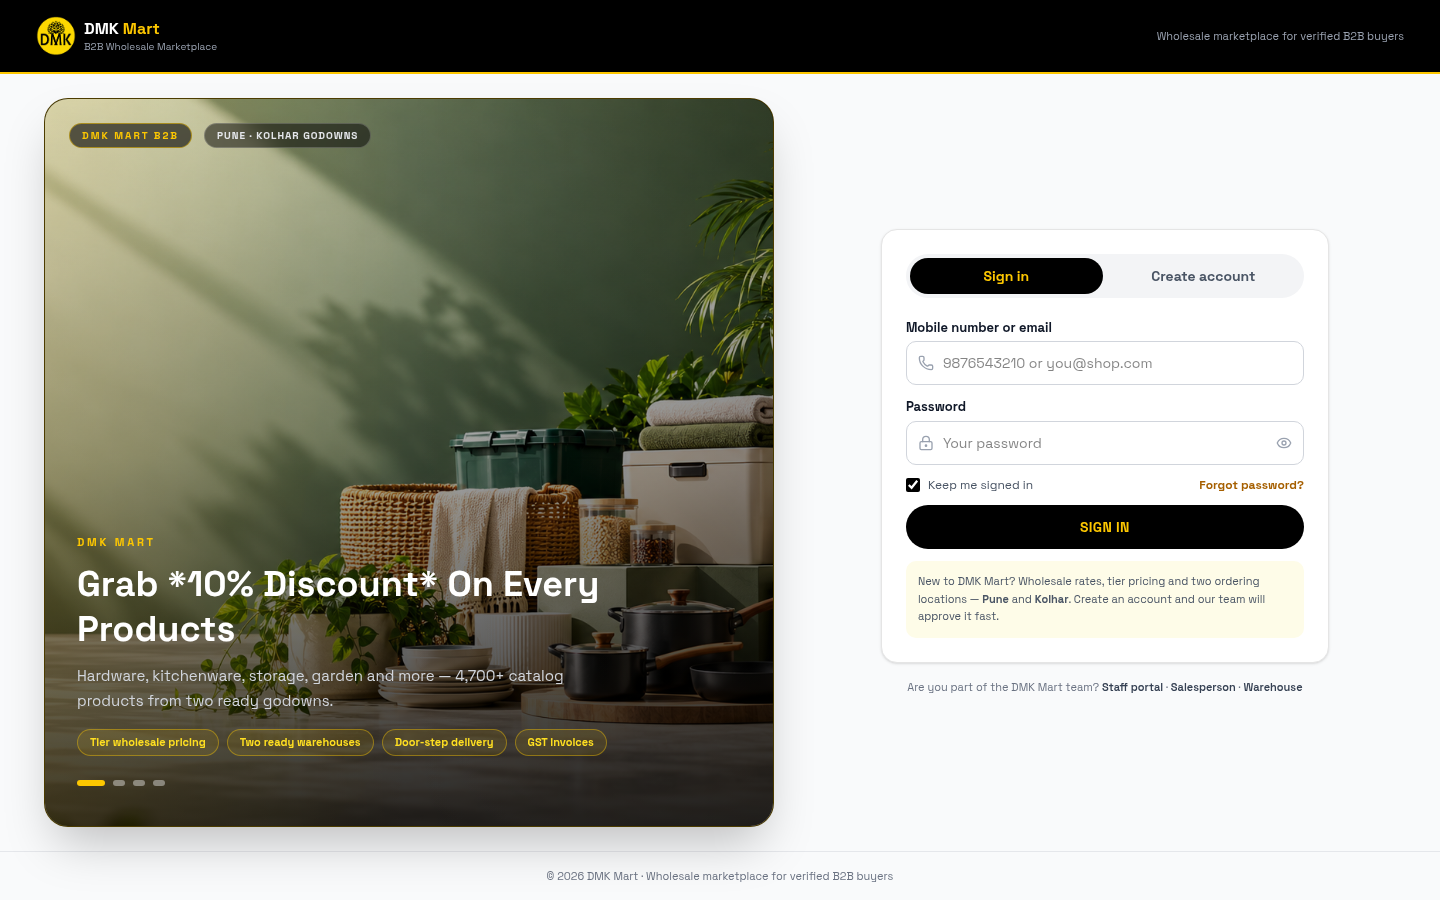 DMK
DMK Mart
B2B Wholesale Marketplace
Wholesale marketplace for verified B2B buyers
DMK MART B2B
PUNE · KOLHAR GODOWNS
DMK MART
Grab *10% Discount* On Every
Products
Hardware, kitchenware, storage, garden and more — 4,700+ catalog
products from two ready godowns.
Tier wholesale pricing
Two ready warehouses
Door-step delivery
GST invoices
Sign in
Create account
Mobile number or email
9876543210 or you@shop.com
Password
Your password
Keep me signed in
Forgot password?
SIGN IN
New to DMK Mart? Wholesale rates, tier pricing and two ordering
locations — Pune and Kolhar. Create an account and our team will
approve it fast.
Are you part of the DMK Mart team? Staff portal · Salesperson · Warehouse
© 2026 DMK Mart · Wholesale marketplace for verified B2B buyers